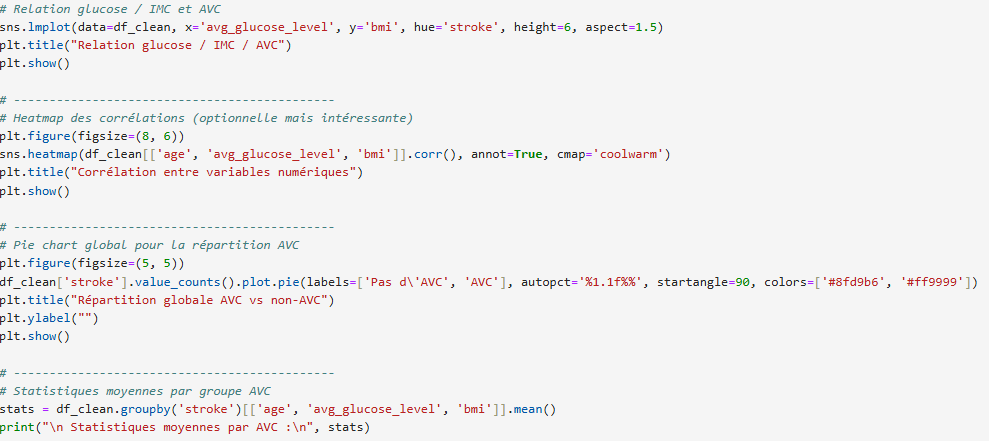 # Relation glucose / IMC et AVC
sns.lmplot(data=df_clean, x='avg_glucose_level', y='bmi', hue='stroke', height=6, aspect=1.5)
plt.title("Relation glucose / IMC / AVC")
plt.show()
# ---------------------------------------------
# Heatmap des corrélations (optionnelle mais intéressante)
plt.figure(figsize=(8, 6))
sns.heatmap(df_clean[['age', 'avg_glucose_level', 'bmi']].corr(), annot=True, cmap='coolwarm')
plt.title("Corrélation entre variables numériques")
plt.show()
# ---------------------------------------------
# Pie chart global pour la répartition AVC
plt.figure(figsize=(5, 5))
df_clean['stroke'].value_counts().plot.pie(labels=['Pas d\'AVC', 'AVC'], autopct='%1.1f%%', startangle=90, colors=['#8fd9b6', '#ff9999'])
plt.title("Répartition globale AVC vs non-AVC")
plt.ylabel("")
plt.show()
# ---------------------------------------------
# Statistiques moyennes par groupe AVC
stats = df_clean.groupby('stroke')[['age', 'avg_glucose_level', 'bmi']].mean()
print("\n Statistiques moyennes par AVC :\n", stats)